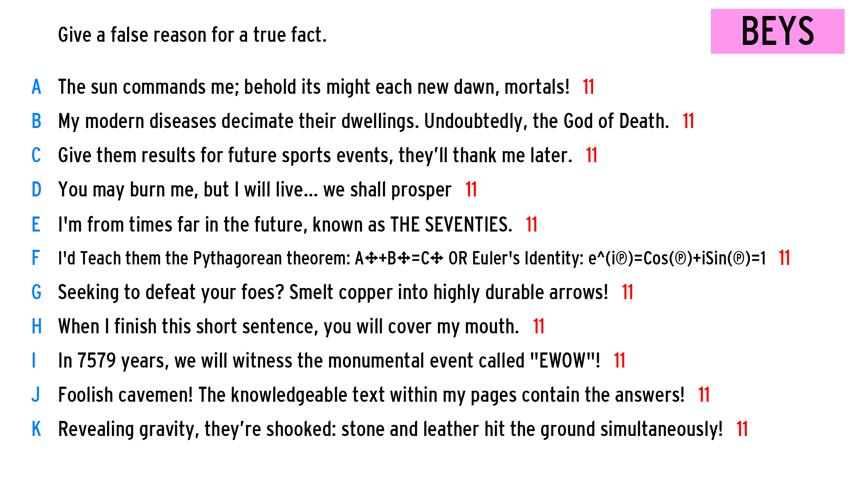 Give a false reason for a true fact.
BEYS
A The sun commands me; behold its might each new dawn, mortals! 11
B My modern diseases decimate their dwellings. Undoubtedly, the God of Death. 11
C Give them results for future sports events, they'll thank me later. 11
D You may burn me, but I will live... we shall prosper 11
E I'm from times far in the future, known as THE SEVENTIES. 11
F I'd Teach them the Pythagorean theorem: A✣+B✣=C✣ OR Euler's Identity: e^(i℗)=Cos(℗)+iSin(℗)=1 11
G Seeking to defeat your foes? Smelt copper into highly durable arrows! 11
H When I finish this short sentence, you will cover my mouth. 11
I In 7579 years, we will witness the monumental event called "EWOW"! 11
J Foolish cavemen! The knowledgeable text within my pages contain the answers! 11
K Revealing gravity, they're shooked: stone and leather hit the ground simultaneously! 11